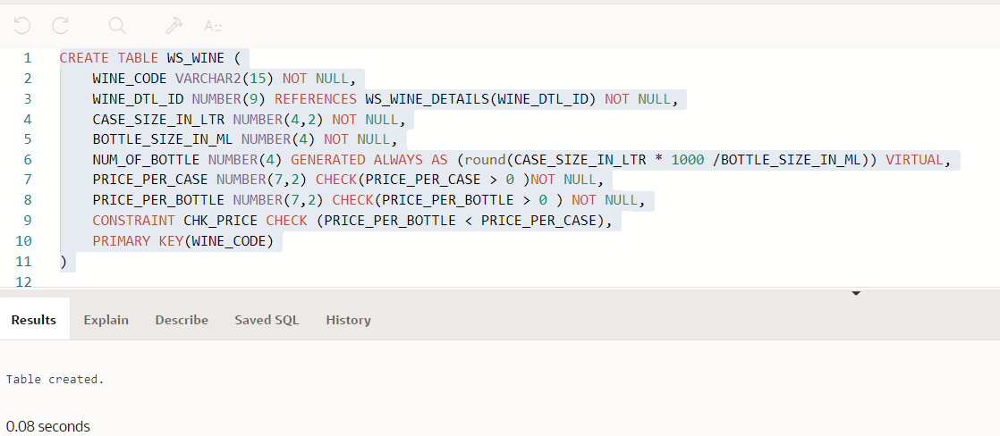 A
1 CREATE TABLE WS_WINE (
2 WINE_CODE VARCHAR2(15) NOT NULL,
3 WINE_DTL_ID NUMBER(9) REFERENCES WS_WINE_DETAILS(WINE_DTL_ID) NOT NULL,
4 CASE_SIZE_IN_LTR NUMBER(4,2) NOT NULL,
5 BOTTLE_SIZE_IN_ML NUMBER(4) NOT NULL,
6 NUM_OF_BOTTLE NUMBER(4) GENERATED ALWAYS AS (round(CASE_SIZE_IN_LTR * 1000 /BOTTLE_SIZE_IN_ML)) VIRTUAL,
7 PRICE_PER_CASE NUMBER(7,2) CHECK(PRICE_PER_CASE > 0 )NOT NULL,
8 PRICE_PER_BOTTLE NUMBER(7,2) CHECK(PRICE_PER_BOTTLE > 0 ) NOT NULL,
9 CONSTRAINT CHK_PRICE CHECK (PRICE_PER_BOTTLE < PRICE_PER_CASE),
10 PRIMARY KEY(WINE_CODE)
11 )
12
Results Explain Describe Saved SQL History
Table created.
0.08 seconds